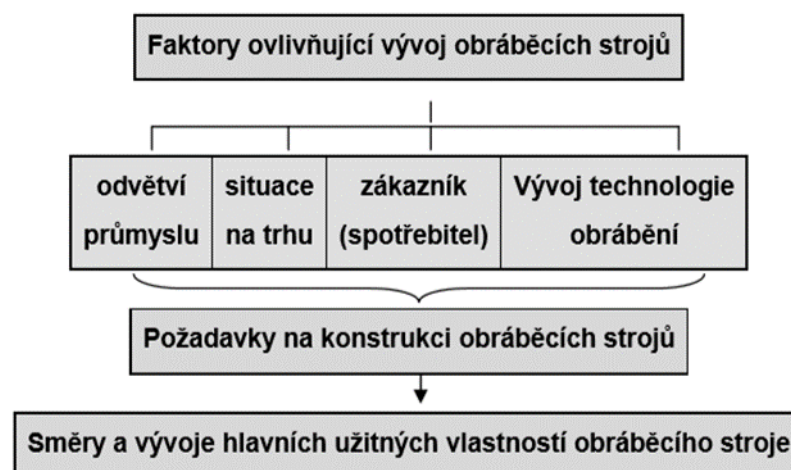 Faktory ovlivňující vývoj obráběcích strojů
odvětví
průmyslu
situace
na trhu
zákazník
(spotřebitel)
Vývoj technologie
obrábění
Požadavky na konstrukci obráběcích strojů
Směry a vývoje hlavních užitných vlastností obráběcího stroje